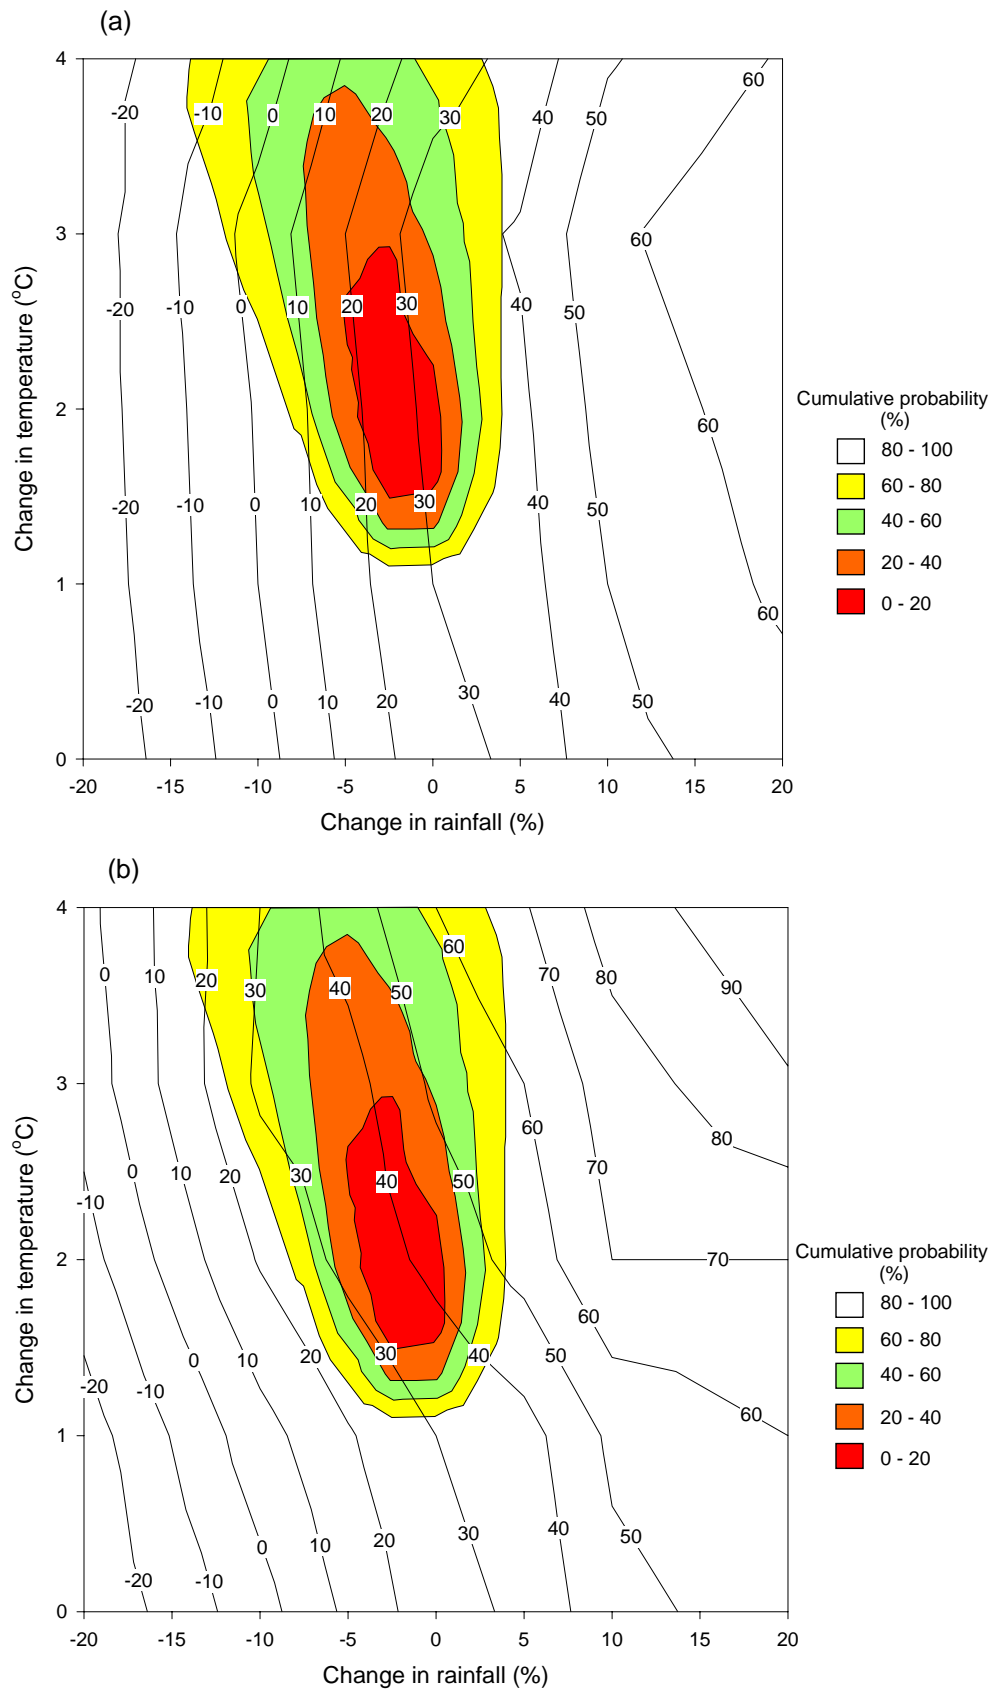 (a)
4
3
2
1
0
Change in temperature (°C)
-20 -10 0 10 20 30 40 50 60
60
-20 -10 0 10 20 30 40 50
60
-20 -10 0 10 20 30 40 50
60
-20 -10 0 10 20 30 40 50
-20 -15 -10 -5 0 5 10 15 20
Change in rainfall (%)
Cumulative probability
(%)
80 - 100
60 - 80
40 - 60
20 - 40
0 - 20
(b)
4
3
2
1
0
Change in temperature (°C)
0 10 20 30 40 50 60 70 80 90
-10 0 10 20 30 40 50 60 70 80
70
-20 -10 0 10 20 30 40 50 60
60
-20 -10 0 10 20 30 40 50
-20 -15 -10 -5 0 5 10 15 20
Change in rainfall (%)
Cumulative probability
(%)
80 - 100
60 - 80
40 - 60
20 - 40
0 - 20